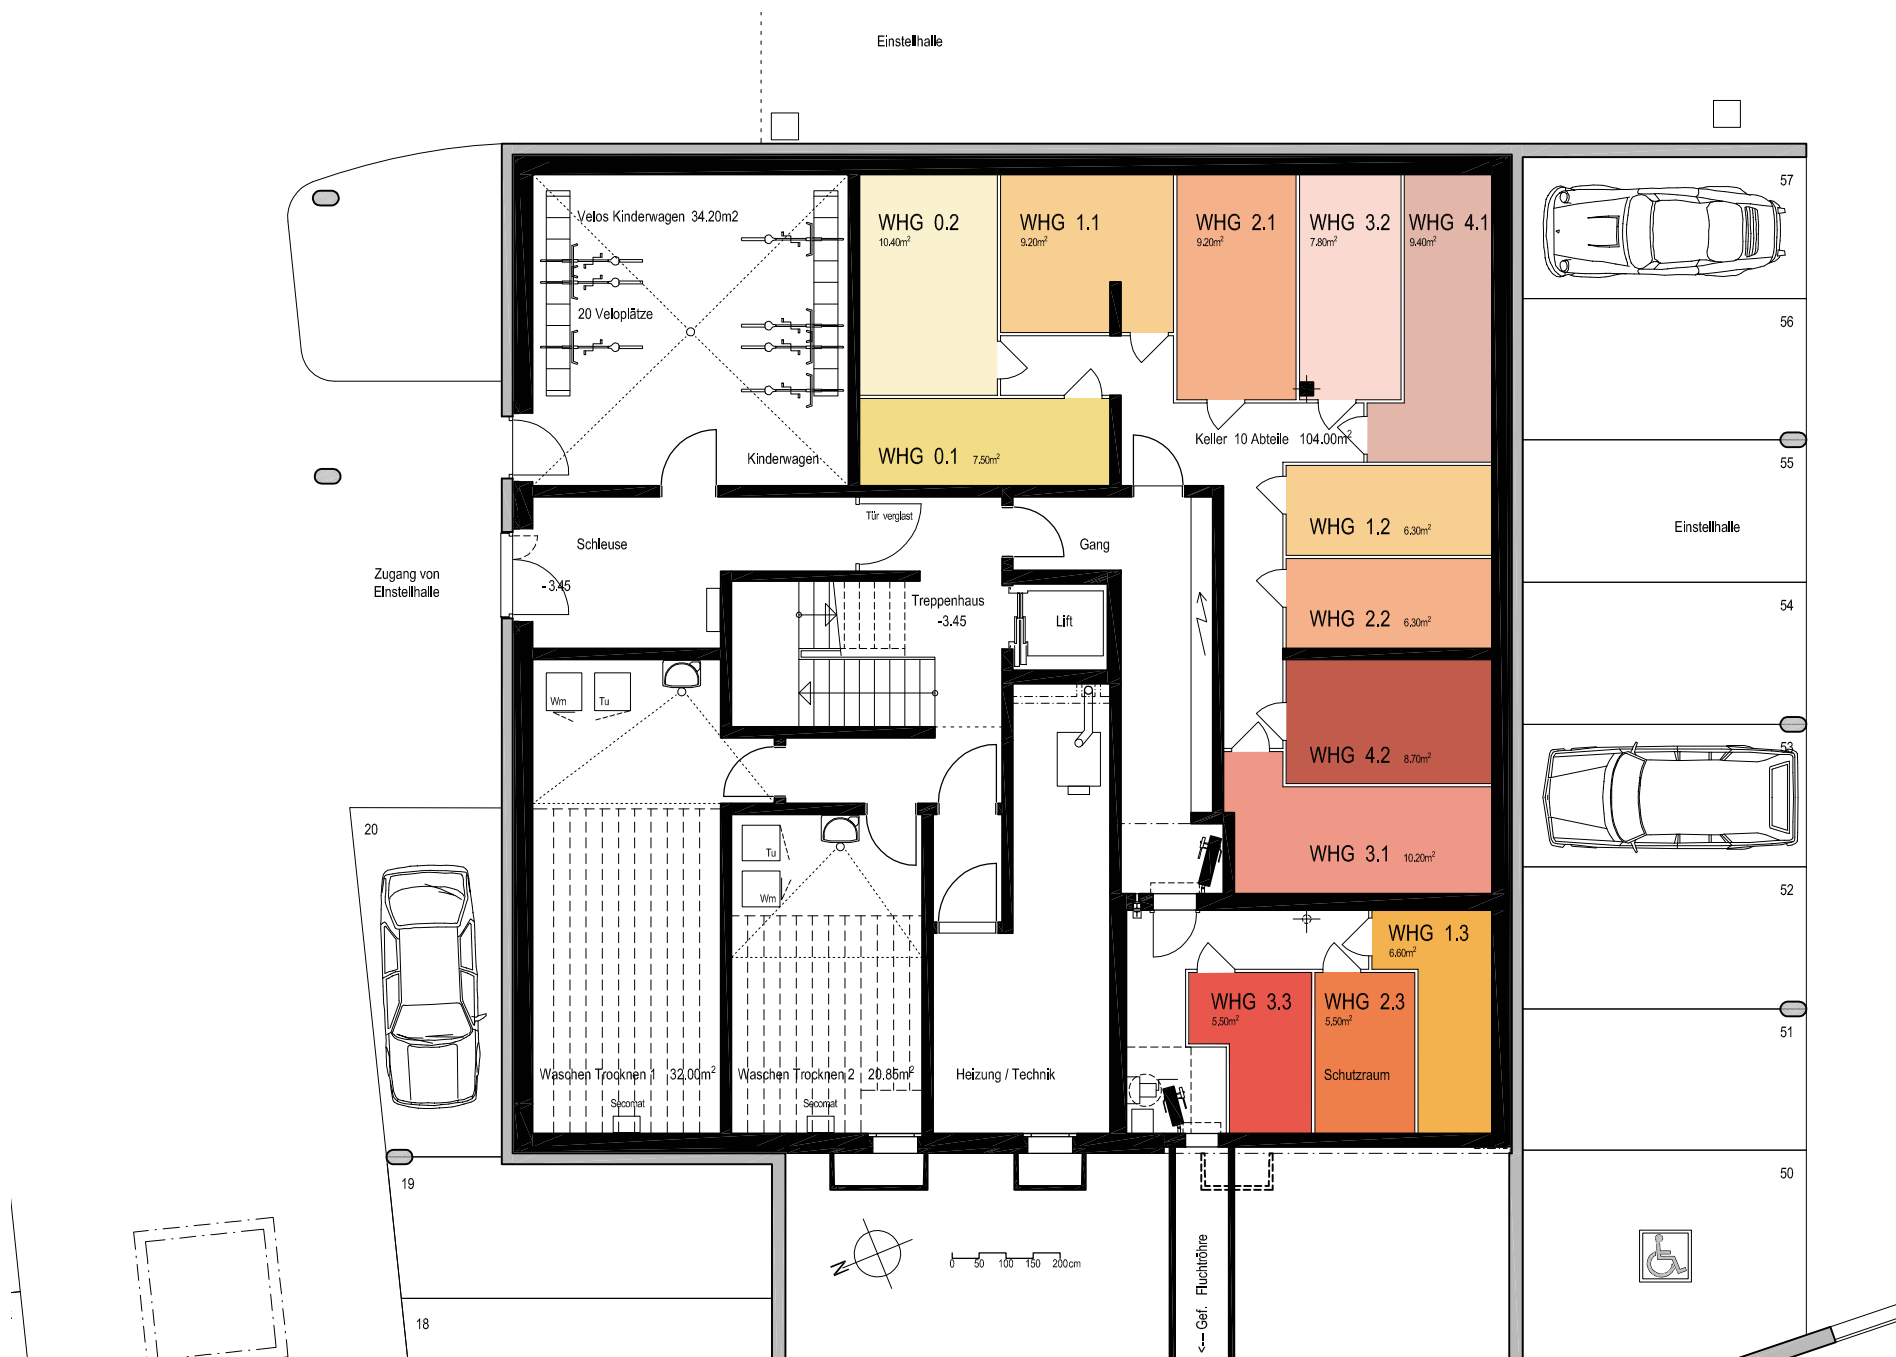 Einstellhalle
57
Velos Kinderwagen 34.20m2
WHG 0.2
10.40m²
WHG 1.1
9.20m²
WHG 2.1
9.20m²
WHG 3.2
7.80m²
WHG 4.1
9.40m²
20 Veloplätze
56
Kinderwagen
WHG 0.1 7.50m²
Keller 10 Abteile 104.00m²
55
Tür verglast
WHG 1.2 6.30m²
Einstellhalle
Schleuse
Gang
Zugang von
EInstellhalle
-3.45
Treppenhaus
-3.45
Lift
WHG 2.2 6.30m²
54
Wm
Tu
WHG 4.2 8.70m²
53
20
Tu
WHG 3.1 10.20m²
Wm
52
WHG 1.3
6.60m²
WHG 3.3
5.50m²
WHG 2.3
5.50m²
51
Waschen Trocknen 1 32.00m²
Waschen Trocknen 2 20.85m²
Heizung / Technik
Schutzraum
Secomat
Secomat
19
50
N
0 50 100 150 200cm
<--- Gef. Fluchtröhre
18